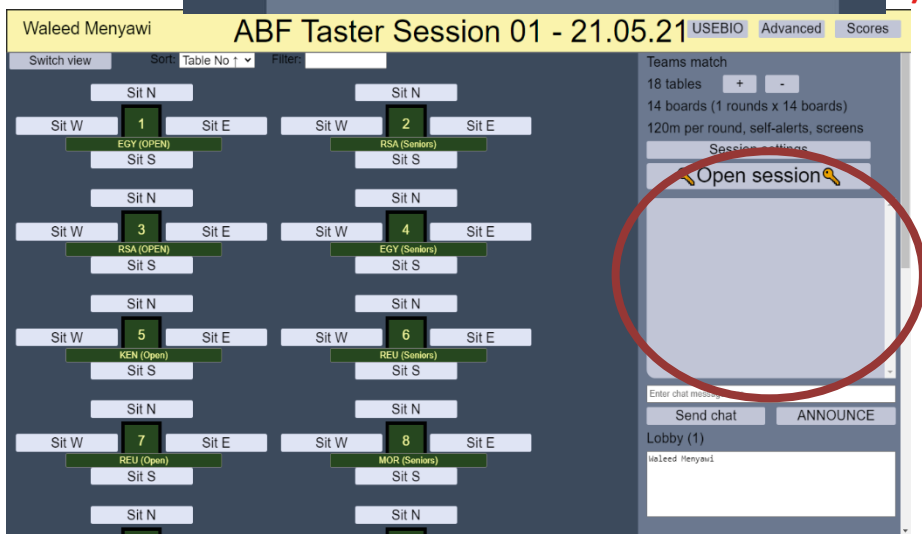 Waleed Menyawi ABF Taster Session 01 - 21.05.21 USEBIO Advanced Scores
Switch view Sort: Table No ↑ Filter:
Sit N Sit N
Sit W 1 Sit E Sit W 2 Sit E
EGY (OPEN) RSA (Seniors)
Sit S Sit S
Sit N Sit N
Sit W 3 Sit E Sit W 4 Sit E
RSA (OPEN) EGY (Seniors)
Sit S Sit S
Sit N Sit N
Sit W 5 Sit E Sit W 6 Sit E
KEN (Open) REU (Seniors)
Sit S Sit S
Sit N Sit N
Sit W 7 Sit E Sit W 8 Sit E
REU (Open) MOR (Seniors)
Sit S Sit S
Sit N Sit N
Teams match
18 tables + -
14 boards (1 rounds x 14 boards)
120m per round, self-alerts, screens
Session settings
Open session
Enter chat message
Send chat ANNOUNCE
Lobby (1)
Waleed Menyawi